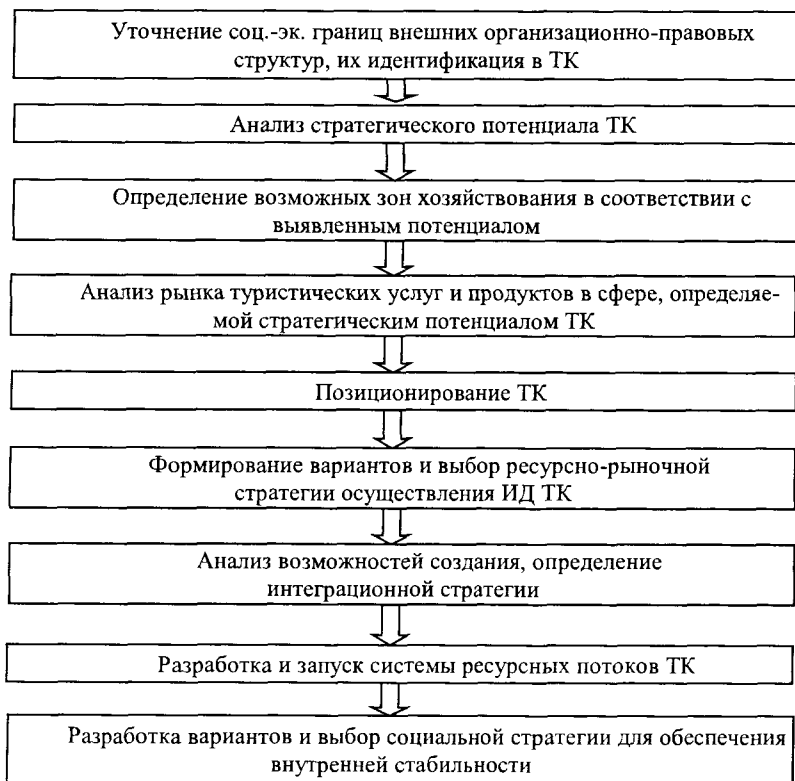 Уточнение соц.-эк. границ внешних организационно-правовых
структур, их идентификация в ТК
Анализ стратегического потенциала ТК
Определение возможных зон хозяйствования в соответствии с
выявленным потенциалом
Анализ рынка туристических услуг и продуктов в сфере, определяе-
мой стратегическим потенциалом ТК
Позиционирование ТК
Формирование вариантов и выбор ресурсно-рыночной
стратегии осуществления ИД ТК
Анализ возможностей создания, определение
интеграционной стратегии
Разработка и запуск системы ресурсных потоков ТК
Разработка вариантов и выбор социальной стратегии для обеспечения
внутренней стабильности